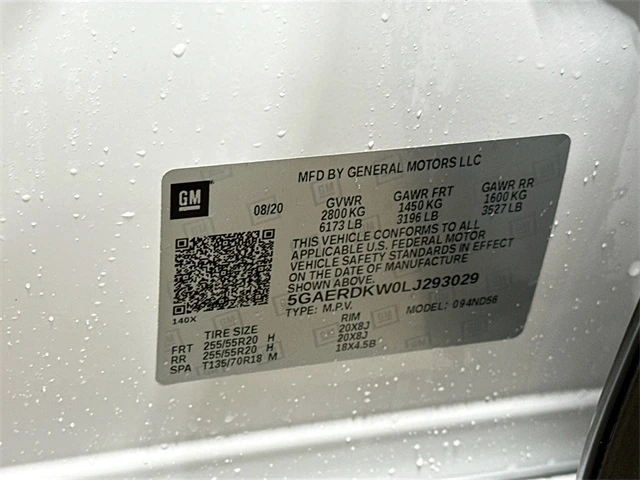 MFD BY GENERAL MOTORS LLC
GM
08/20
GVWR GAWR FRT GAWR RR
2800 KG 1450 KG 1600 KG
6173 LB 3196 LB 3527 LB
THIS VEHICLE CONFORMS TO ALL
APPLICABLE U.S. FEDERAL MOTOR
VEHICLE SAFETY STANDARDS IN EFFECT
ON THE DATE OF MANUFACTURE
SHOWN ABOVE.
5GAERDKW0LJ293029
TYPE: M.P.V. MODEL: 094ND56
140X
TIRE SIZE RIM
FRT 255/55R20 H 20X8J
RR 255/55R20 H 20X8J
SPA T135/70R18 M 18X4.5B